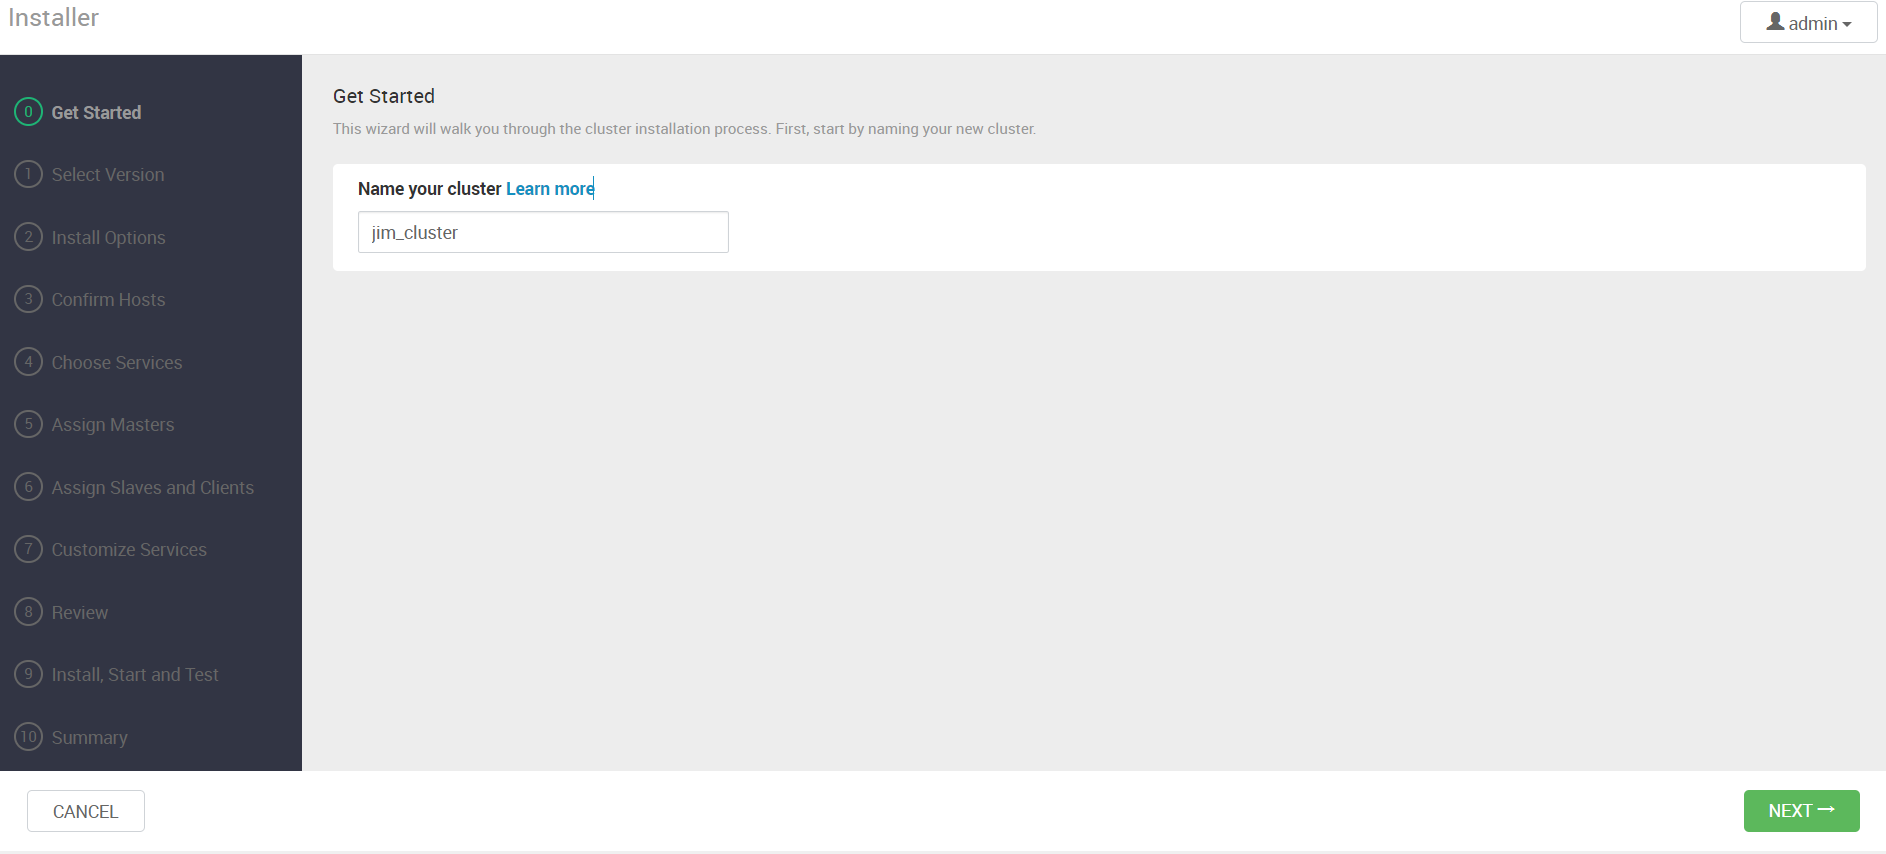 Installer
admin
0 Get Started
1 Select Version
2 Install Options
3 Confirm Hosts
4 Choose Services
5 Assign Masters
6 Assign Slaves and Clients
7 Customize Services
8 Review
9 Install, Start and Test
10 Summary
Get Started
This wizard will walk you through the cluster installation process. First, start by naming your new cluster.
Name your cluster Learn more
jim_cluster
CANCEL
NEXT →